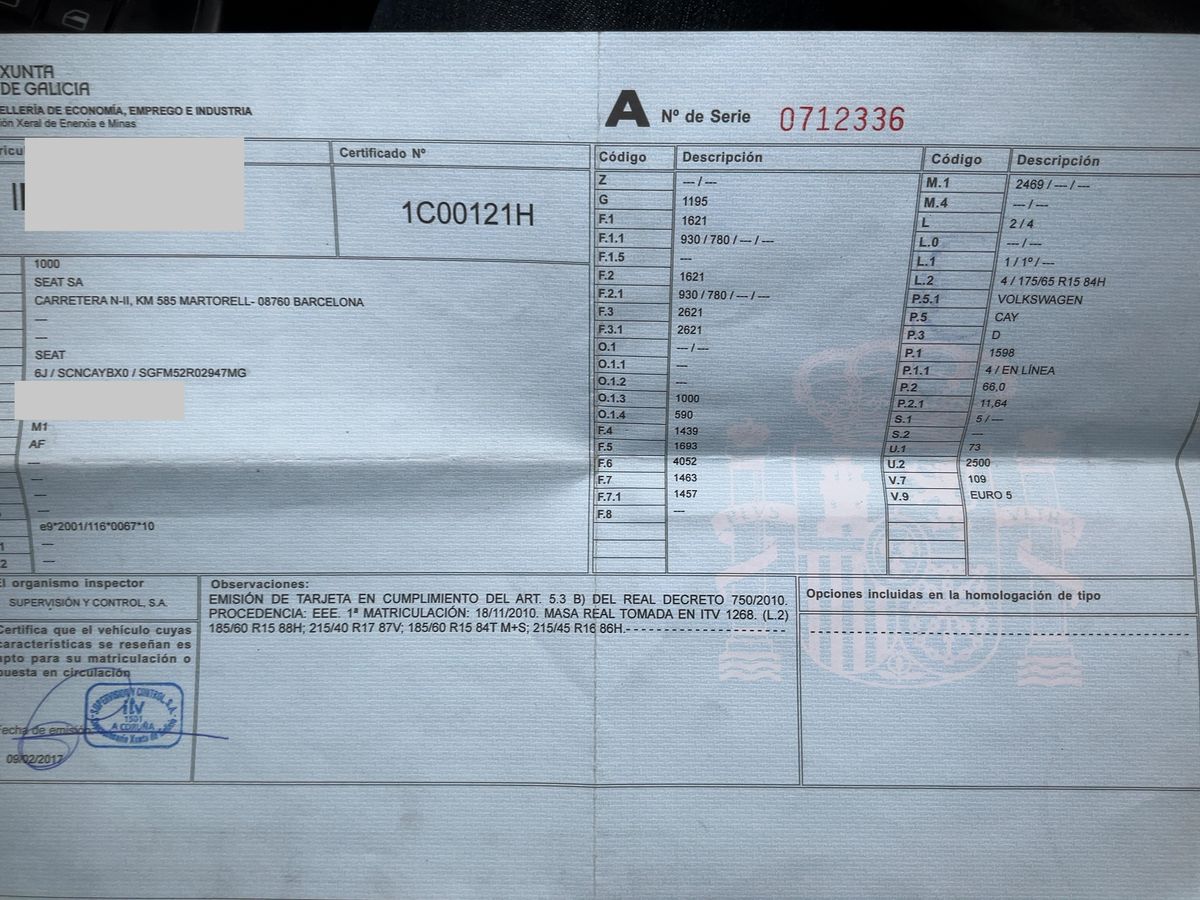 XUNTA
DE GALICIA
ELLERÍA DE ECONOMÍA, EMPREGO E INDUSTRIA
ión Xeral de Enerxía e Minas
A Nº de Serie 0712336
ricul
Certificado Nº
1C00121H
1000
SEAT SA
CARRETERA N-II, KM 585 MARTORELL- 08760 BARCELONA
---
---
SEAT
6J / SCNCAYBX0 / SGFM52R02947MG
M1
AF
---
---
---
---
e9*2001/116*0067*10
1 ---
2 ---
Código Descripción
Z --- / ---
G 1195
F.1 1621
F.1.1 930 / 780 / --- / ---
F.1.5 ---
F.2 1621
F.2.1 930 / 780 / --- / ---
F.3 2621
F.3.1 2621
O.1 --- / ---
O.1.1 ---
O.1.2 ---
O.1.3 1000
O.1.4 590
F.4 1439
F.5 1693
F.6 4052
F.7 1463
F.7.1 1457
F.8 ---
Código Descripción
M.1 2469 / --- / ---
M.4 --- / ---
L 2 / 4
L.0 --- / ---
L.1 1 / 1º / ---
L.2 4 / 175/65 R15 84H
P.5.1 VOLKSWAGEN
P.5 CAY
P.3 D
P.1 1598
P.1.1 4 / EN LÍNEA
P.2 66,0
P.2.1 11,64
S.1 5 / ---
S.2 ---
U.1 73
U.2 2500
V.7 109
V.9 EURO 5
El organismo inspector
SUPERVISIÓN Y CONTROL, S.A.
Certifica que el vehículo cuyas
características se reseñan es
apto para su matriculación o
puesta en circulación
Fecha de emisión:
09/02/2017
SUPERVISION Y CONTROL, S.A.
itv
1501
A CORUÑA
Observaciones:
EMISIÓN DE TARJETA EN CUMPLIMIENTO DEL ART. 5.3 B) DEL REAL DECRETO 750/2010.
PROCEDENCIA: EEE. 1ª MATRICULACIÓN: 18/11/2010. MASA REAL TOMADA EN ITV 1268. (L.2)
185/60 R15 88H; 215/40 R17 87V; 185/60 R15 84T M+S; 215/45 R16 86H.
Opciones incluidas en la homologación de tipo